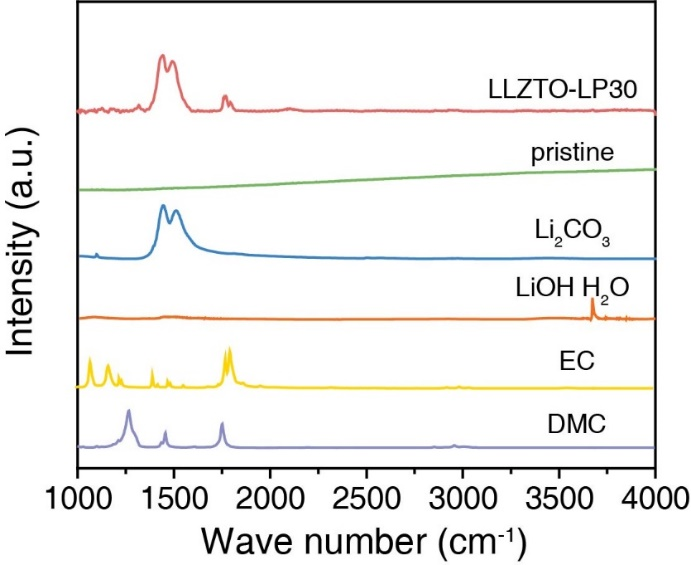 LLZTO-LP30
pristine
Li₂CO₃
LiOH H₂O
EC
DMC
Intensity (a.u.)
1000 1500 2000 2500 3000 3500 4000
Wave number (cm⁻¹)